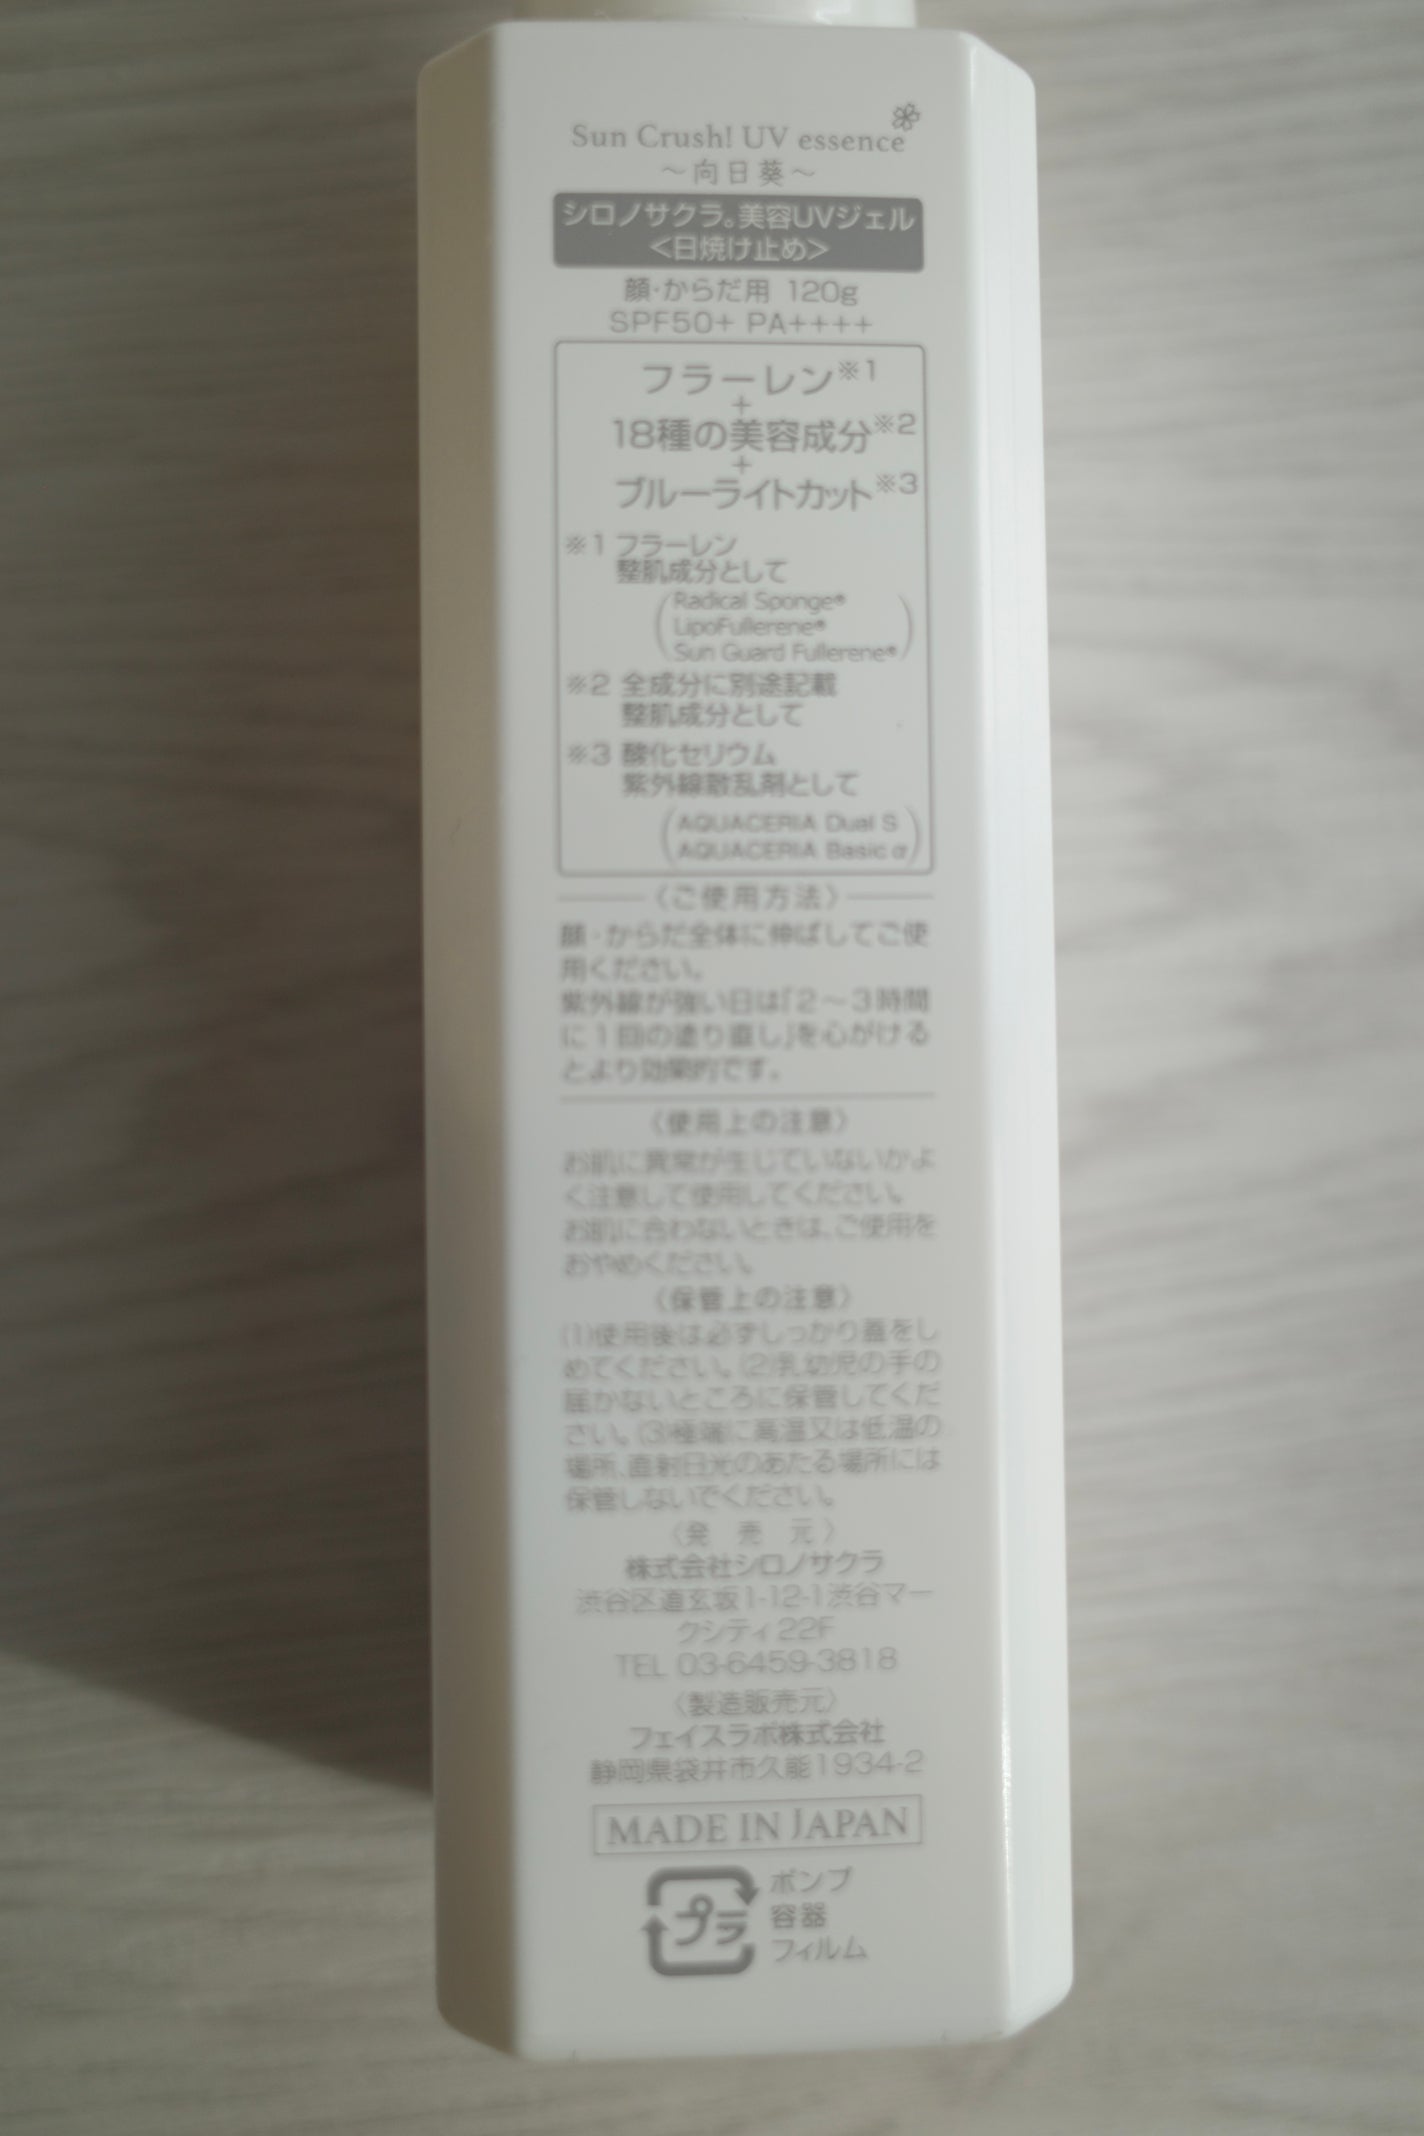 Sun Crush! UV essence
～向日葵～
シロノサクラ。美容UVジェル
＜日焼け止め＞
顔・からだ用 120g
SPF50+ PA++++
フラーレン※1
+
18種の美容成分※2
+
ブルーライトカット※3
※1 フラーレン
整肌成分として
(Radical Sponge®
LipoFullerene®
Sun Guard Fullerene®)
※2 全成分に別途記載
整肌成分として
※3 酸化セリウム
紫外線散乱剤として
(AQUACERIA Dual S
AQUACERIA Basic α)
〈ご使用方法〉
顔・からだ全体に伸ばしてご使
用ください。
紫外線が強い日は「2～3時間
に1回の塗り直し」を心がける
とより効果的です。
〈使用上の注意〉
お肌に異常が生じていないかよ
く注意して使用してください。
お肌に合わないときは、ご使用を
おやめください。
〈保管上の注意〉
(1)使用後は必ずしっかり蓋をし
めてください。(2)乳幼児の手の
届かないところに保管してくだ
さい。(3)極端に高温又は低温の
場所、直射日光のあたる場所には
保管しないでください。
〈発 売 元〉
株式会社シロノサクラ
渋谷区道玄坂1-12-1渋谷マー
クシティ22F
TEL 03-6459-3818
〈製造販売元〉
フェイスラボ株式会社
静岡県袋井市久能1934-2
MADE IN JAPAN
プラ
ポンプ
容器
フィルム